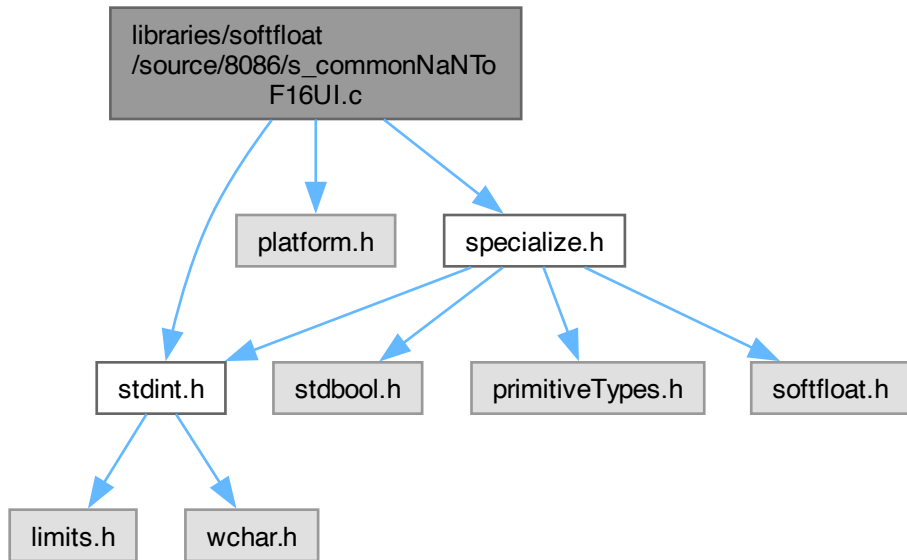 libraries/softfloat
/source/8086/s_commonNaNTo
F16UI.c
platform.h
specialize.h
stdint.h
stdbool.h
primitiveTypes.h
softfloat.h
limits.h
wchar.h